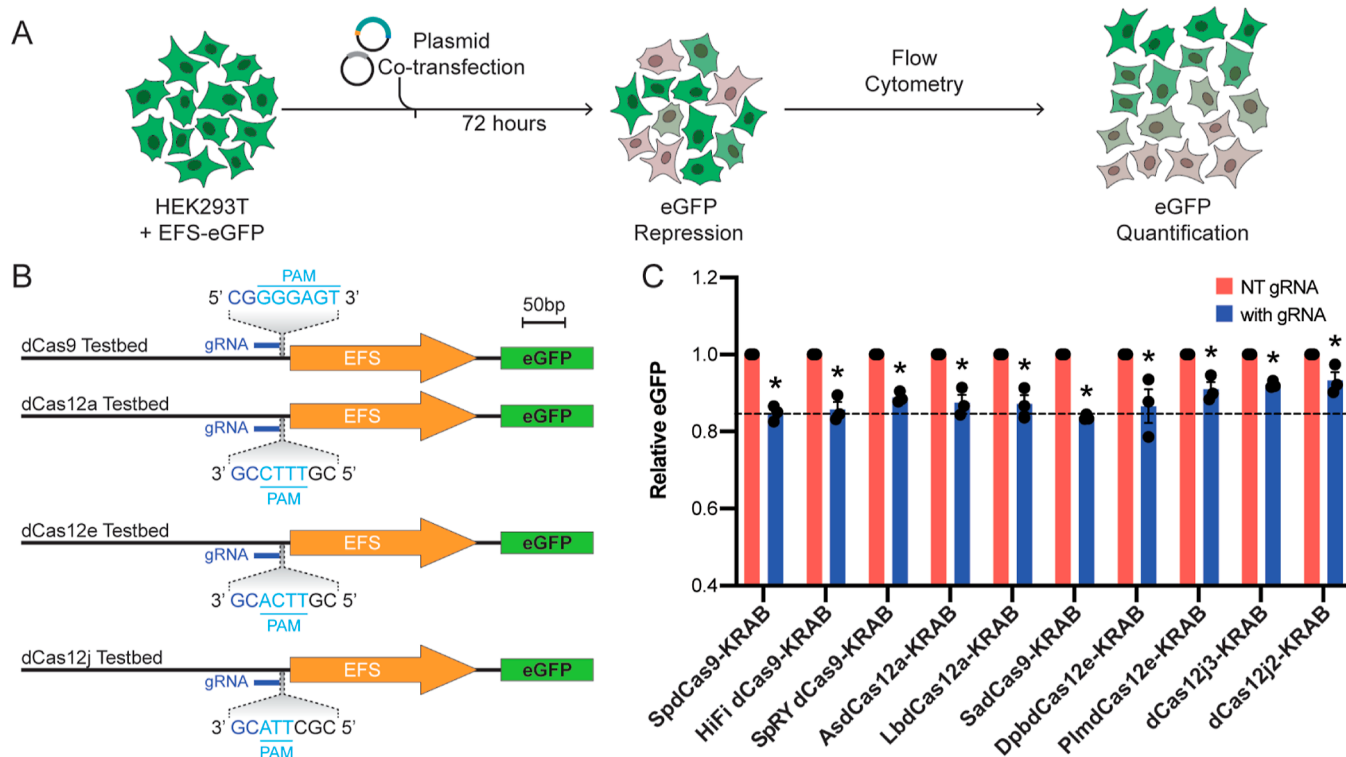 A
Plasmid
Co-transfection
72 hours
Flow
Cytometry
HEK293T
+ EFS-eGFP
eGFP
Repression
eGFP
Quantification
B
PAM
5' CGGGGAGT 3'
50bp
dCas9 Testbed
gRNA
EFS
eGFP
dCas12a Testbed
gRNA
EFS
eGFP
3' GCCTTTGC 5'
PAM
dCas12e Testbed
gRNA
EFS
eGFP
3' GCACTTGC 5'
PAM
dCas12j Testbed
gRNA
EFS
eGFP
3' GCATTCGC 5'
PAM
C
NT gRNA
with gRNA
Relative eGFP
1.2
1.0
0.8
0.6
0.4
* * * * * * * * * *
SpdCas9-KRAB
HiFi dCas9-KRAB
SpRY dCas9-KRAB
AsdCas12a-KRAB
LbdCas12a-KRAB
SadCas9-KRAB
DpbdCas12e-KRAB
PlmdCas12e-KRAB
dCas12j3-KRAB
dCas12j2-KRAB